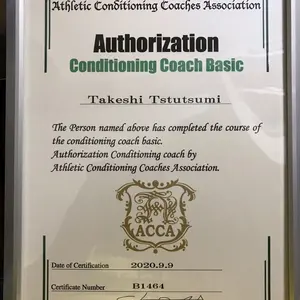 Athletic Conditioning Coaches Association
Authorization
Conditioning Coach Basic
Takeshi Tstutsumi
The Person named above has completed the course of
the conditioning coach basic.
Authorization Conditioning coach by
Athletic Conditioning Coaches Association.
ACCA
Date of Certification 2020.9.9
Certificate Number B1464